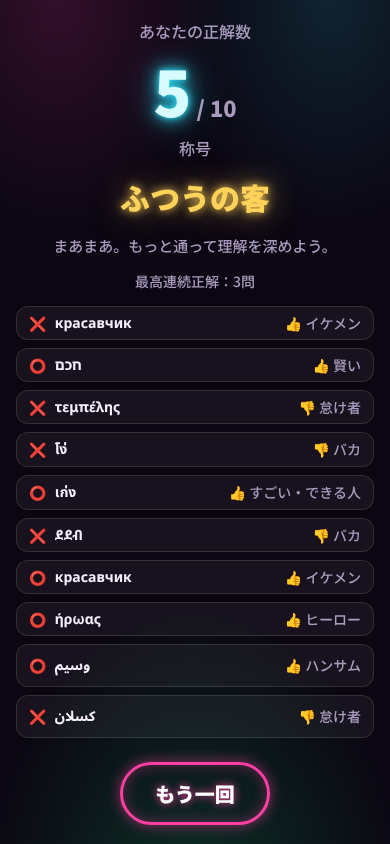 あなたの正解数
5 / 10
称号
ふつうの客
まあまあ。もっと通って理解を深めよう。
最高連続正解：3問
❌ красавчик 👍 イケメン
⭕ חכם 👍 賢い
❌ τεμπέλης 👎 怠け者
❌ โง่ 👎 バカ
⭕ เก่ง 👍 すごい・できる人
❌ ደደብ 👎 バカ
⭕ красавчик 👍 イケメン
⭕ ήρωας 👍 ヒーロー
⭕ وسيم 👍 ハンサム
❌ كسلان 👎 怠け者
もう一回